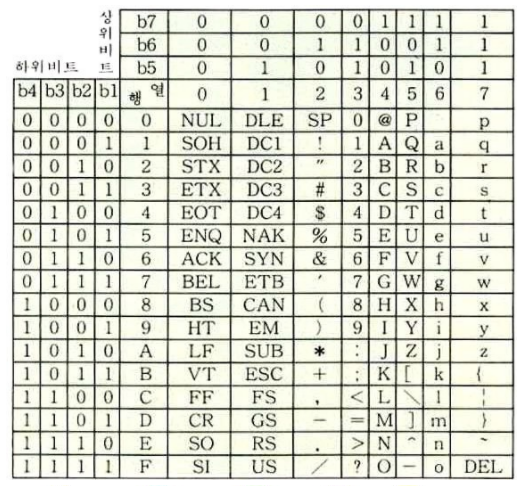 상위비트 b7 0 0 0 0 1 1 1 1
b6 0 0 1 1 0 0 1 1
하위비트 b5 0 1 0 1 0 1 0 1
b4 b3 b2 b1 행 열 0 1 2 3 4 5 6 7
0 0 0 0 0 NUL DLE SP 0 @ P p
0 0 0 1 1 SOH DC1 ! 1 A Q a q
0 0 1 0 2 STX DC2 " 2 B R b r
0 0 1 1 3 ETX DC3 # 3 C S c s
0 1 0 0 4 EOT DC4 $ 4 D T d t
0 1 0 1 5 ENQ NAK % 5 E U e u
0 1 1 0 6 ACK SYN & 6 F V f v
0 1 1 1 7 BEL ETB ' 7 G W g w
1 0 0 0 8 BS CAN ( 8 H X h x
1 0 0 1 9 HT EM ) 9 I Y i y
1 0 1 0 A LF SUB * : J Z j z
1 0 1 1 B VT ESC + ; K [ k {
1 1 0 0 C FF FS , < L \ l ¦
1 1 0 1 D CR GS − = M ] m }
1 1 1 0 E SO RS . > N ^ n ~
1 1 1 1 F SI US / ? O − o DEL